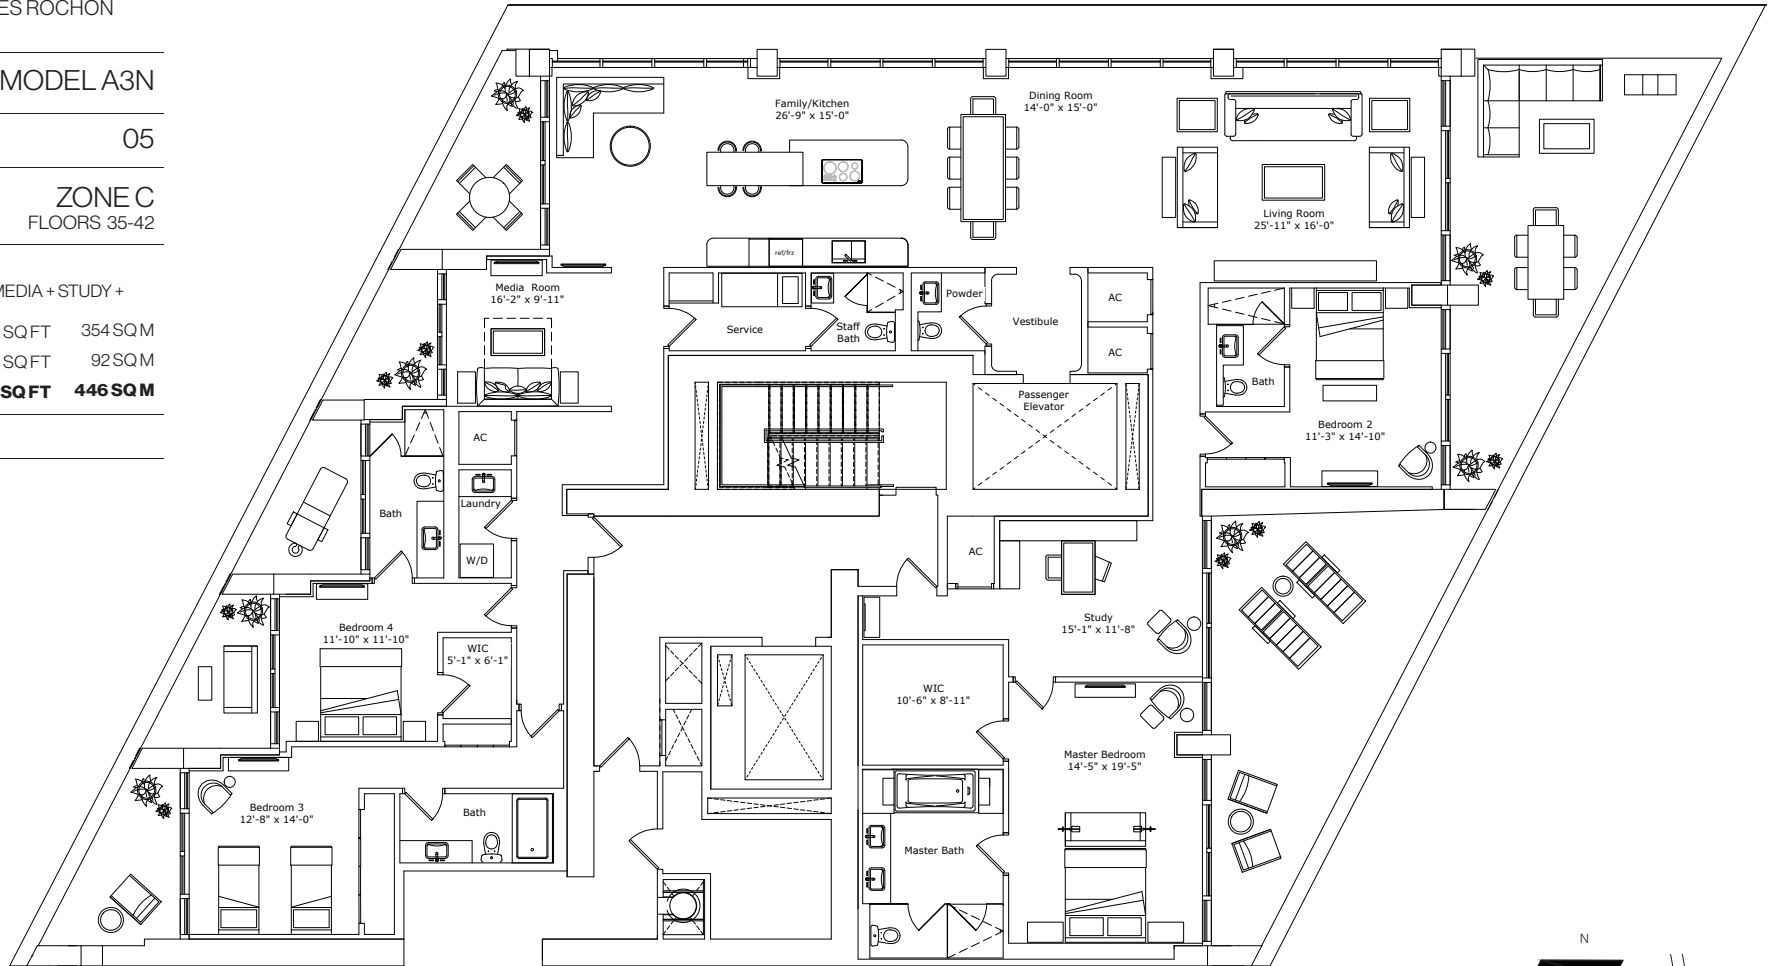 ES ROCHON
MODEL A3N
05
ZONE C
FLOORS 35-42
MEDIA + STUDY +
SQ FT 354 SQ M
SQ FT 92 SQ M
SQ FT 446 SQ M
Family/Kitchen
26'-9" x 15'-0"
Dining Room
14'-0" x 15'-0"
Living Room
25'-11" x 16'-0"
ref/frz
Media Room
16'-2" x 9'-11"
Service
Staff
Bath
Powder
Vestibule
AC
AC
Passenger
Elevator
Bath
Bedroom 2
11'-3" x 14'-10"
AC
Laundry
Bath
W/D
AC
Bedroom 4
11'-10" x 11'-10"
WIC
5'-1" x 6'-1"
Study
15'-1" x 11'-8"
WIC
10'-6" x 8'-11"
Master Bedroom
14'-5" x 19'-5"
Bedroom 3
12'-8" x 14'-0"
Bath
Master Bath
N